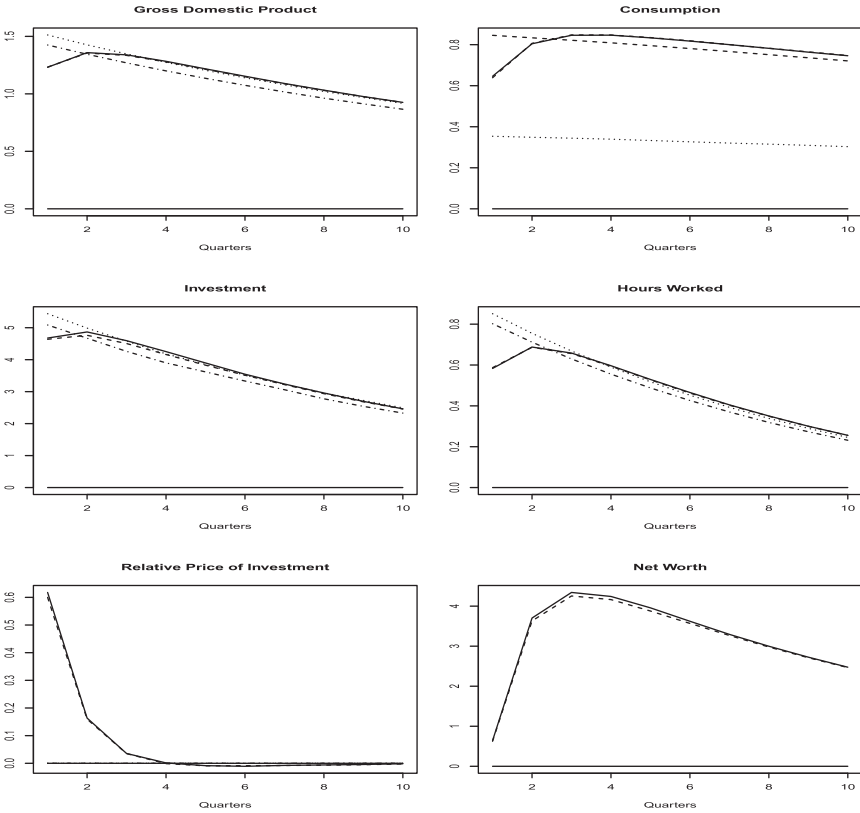 Gross Domestic Product
1.5
1.0
0.5
0.0
2 4 6 8 10
Quarters
Consumption
0.8
0.6
0.4
0.2
0.0
2 4 6 8 10
Quarters
Investment
5
4
3
2
1
0
2 4 6 8 10
Quarters
Hours Worked
0.8
0.6
0.4
0.2
0.0
2 4 6 8 10
Quarters
Relative Price of Investment
0.6
0.5
0.4
0.3
0.2
0.1
0.0
2 4 6 8 10
Quarters
Net Worth
4
3
2
1
0
2 4 6 8 10
Quarters